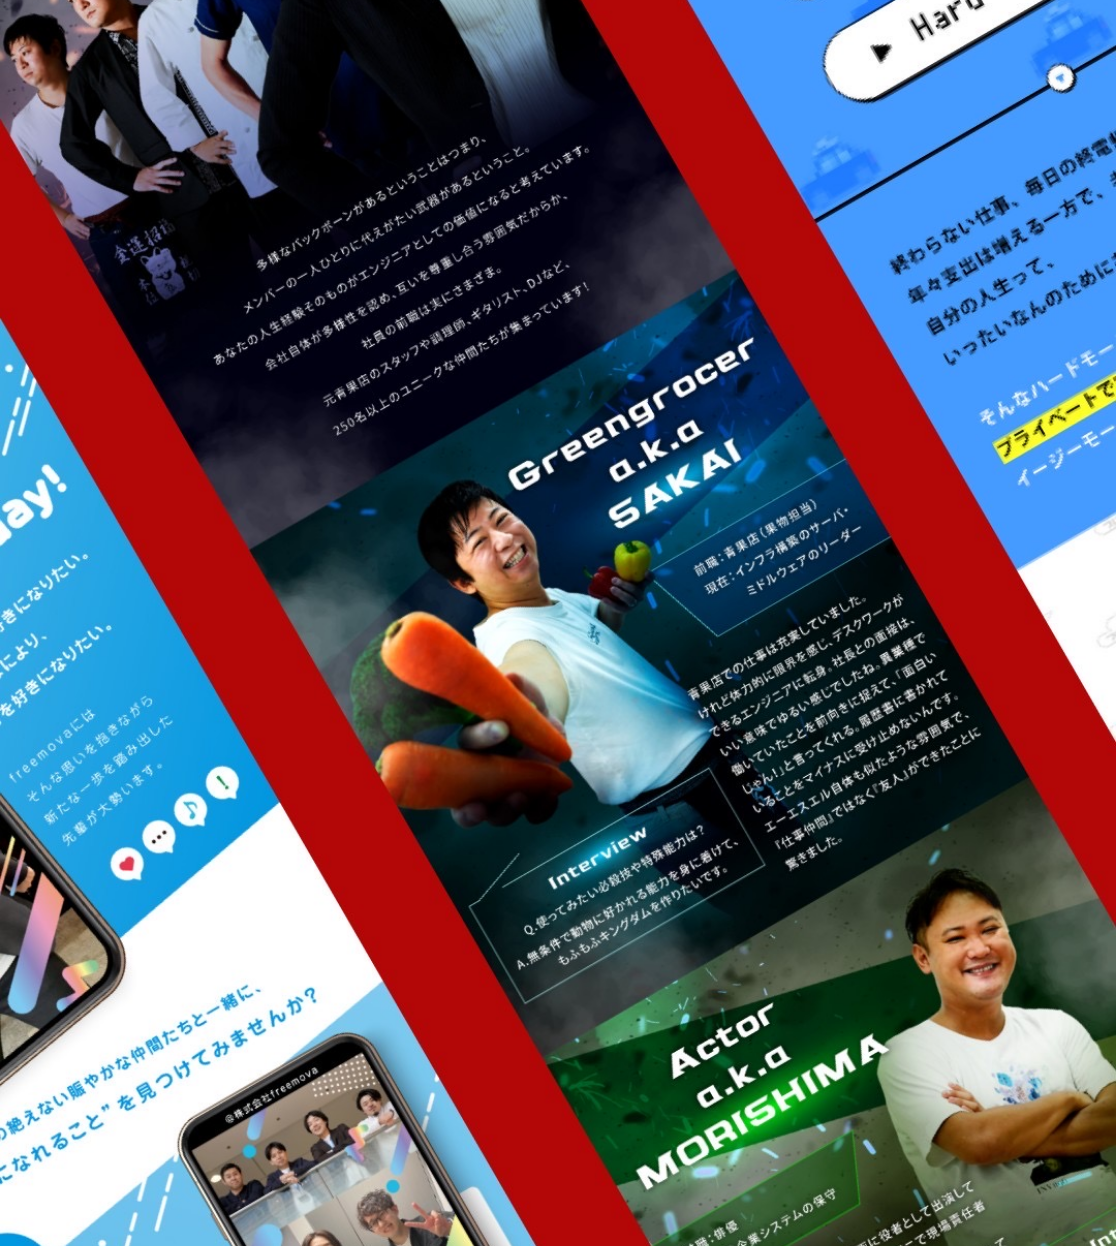 多様なバックボーンがあるということはつまり、
メンバーの一人ひとりに代えがたい武器があるということ。
あなたの人生経験そのものがエンジニアとしての価値になると考えています。
会社自体が多様性を認め、互いを尊重し合う雰囲気だからか、
社員の前職は実にさまざま。
元青果店のスタッフや調理師、ギタリスト、DJなど、
250名以上のユニークな仲間たちが集まっています!
Greengrocer
a.k.a
SAKAI
前職:青果店(果物担当)
現在:インフラ構築のサーバ・
ミドルウェアのリーダー
青果店での仕事は充実していました。
けれど体力的に限界を感じ、デスクワークが
できるエンジニアに転身。社長との面接は、
いい意味でゆるい感じでしたね。異業種で
働いていたことを前向きに捉えて、「面白い
じゃん!」と言ってくれる。履歴書に書かれて
いることをマイナスに受け止めないんです。
エーエスエル自体も似たような雰囲気で、
『仕事仲間』ではなく『友人』ができたことに
驚きました。
Interview
Q.使ってみたい必殺技や特殊能力は?
A.無条件で動物に好かれる能力を身に着けて、
もふもふキングダムを作りたいです。
Actor
a.k.a
MORISHIMA
職:俳優
企業システムの保守
に役者として出演して
で現場責任者
ay!
きになりたい。
により、
を好きになりたい。
freemovaには
そんな思いを抱きながら
新たな一歩を踏み出した
先輩が大勢います。
の絶えない賑やかな仲間たちと一緒に、
になれること”を見つけてみませんか?
@株式会社freemova
Hard
終わらない仕事、毎日の終電
年々支出は増える一方で、
自分の人生って、
いったいなんのために
そんなハードモー
プライベートで
イージーモー
金運招福